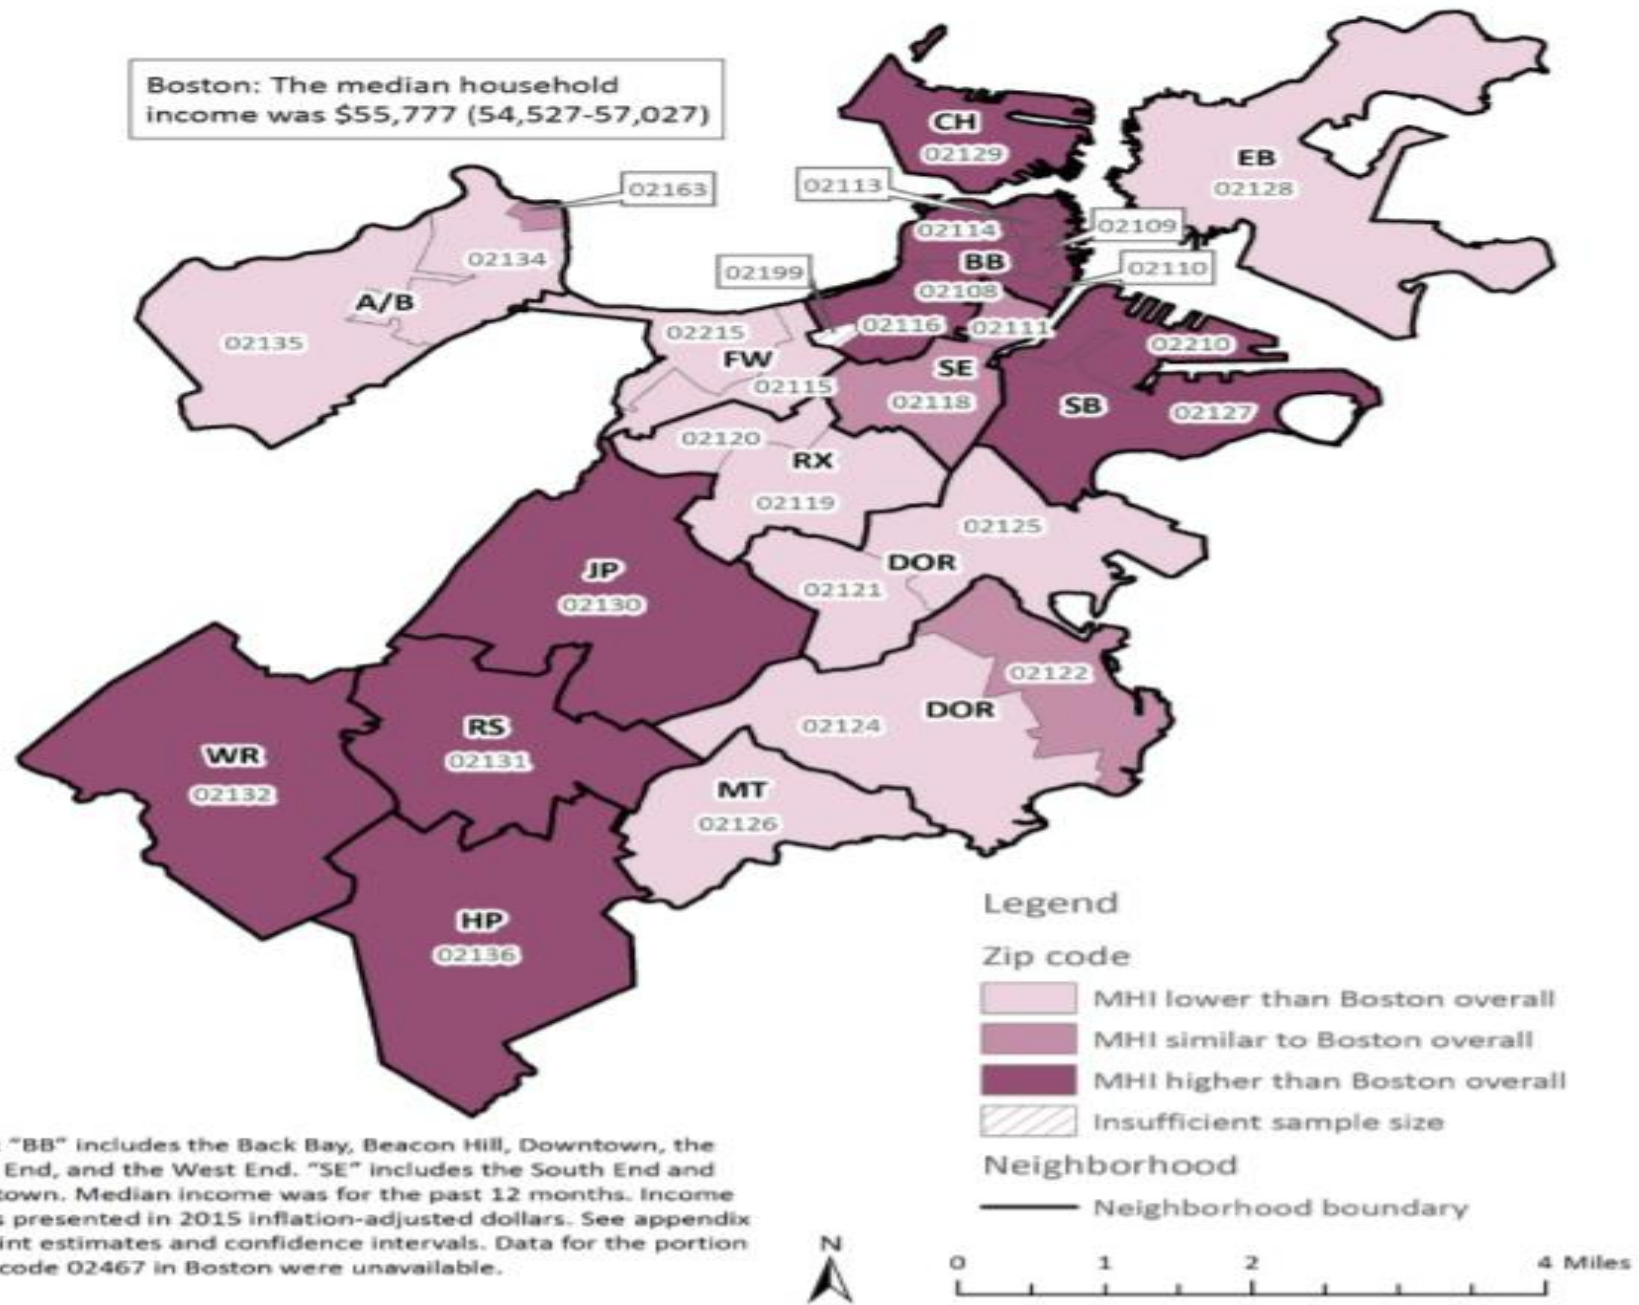 Boston: The median household
income was $55,777 (54,527-57,027)
CH
02129
EB
02128
02163
02113
02114
02109
02134
BB
02110
02199
02108
A/B
02116
02111
02135
02215
02210
FW
SE
02115
02118
SB
02127
02120
RX
02119
02125
DOR
JP
02121
02130
02122
DOR
RS
02124
WR
02131
MT
02132
02126
HP
02136
Legend
Zip code
MHI lower than Boston overall
MHI similar to Boston overall
MHI higher than Boston overall
Insufficient sample size
Neighborhood
Neighborhood boundary
"BB" includes the Back Bay, Beacon Hill, Downtown, the
End, and the West End. "SE" includes the South End and
town. Median income was for the past 12 months. Income
s presented in 2015 inflation-adjusted dollars. See appendix
int estimates and confidence intervals. Data for the portion
code 02467 in Boston were unavailable.
N
0 1 2 4 Miles